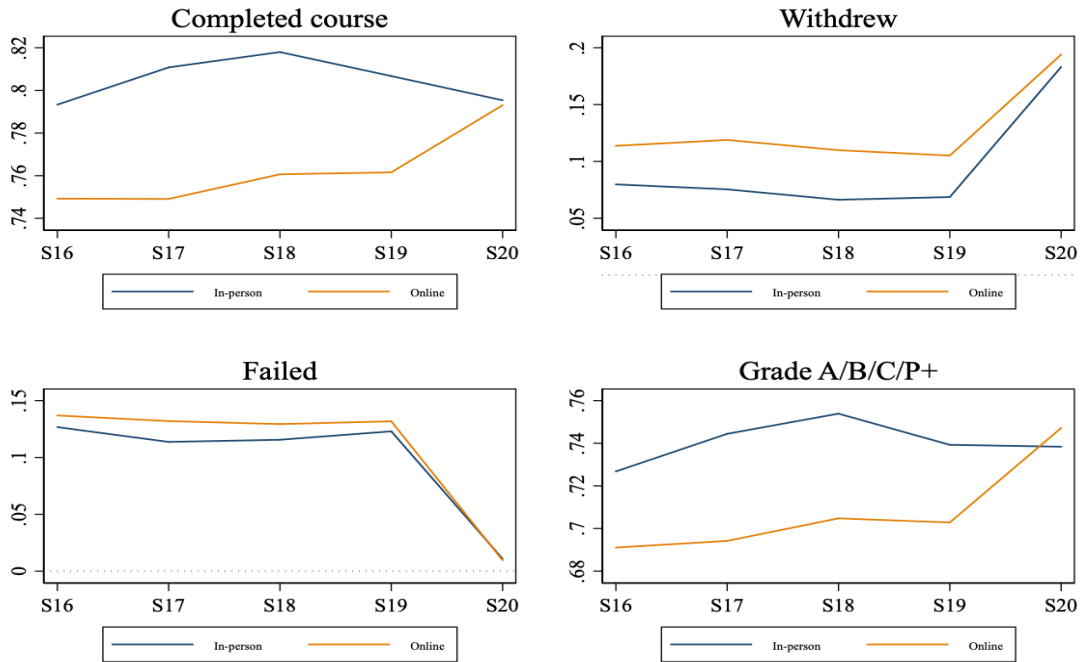 Completed course
.82
.8
.78
.76
.74
S16 S17 S18 S19 S20
In-person Online
Withdrew
.2
.15
.1
.05
S16 S17 S18 S19 S20
In-person Online
Failed
.15
.1
.05
0
S16 S17 S18 S19 S20
In-person Online
Grade A/B/C/P+
.76
.74
.72
.7
.68
S16 S17 S18 S19 S20
In-person Online